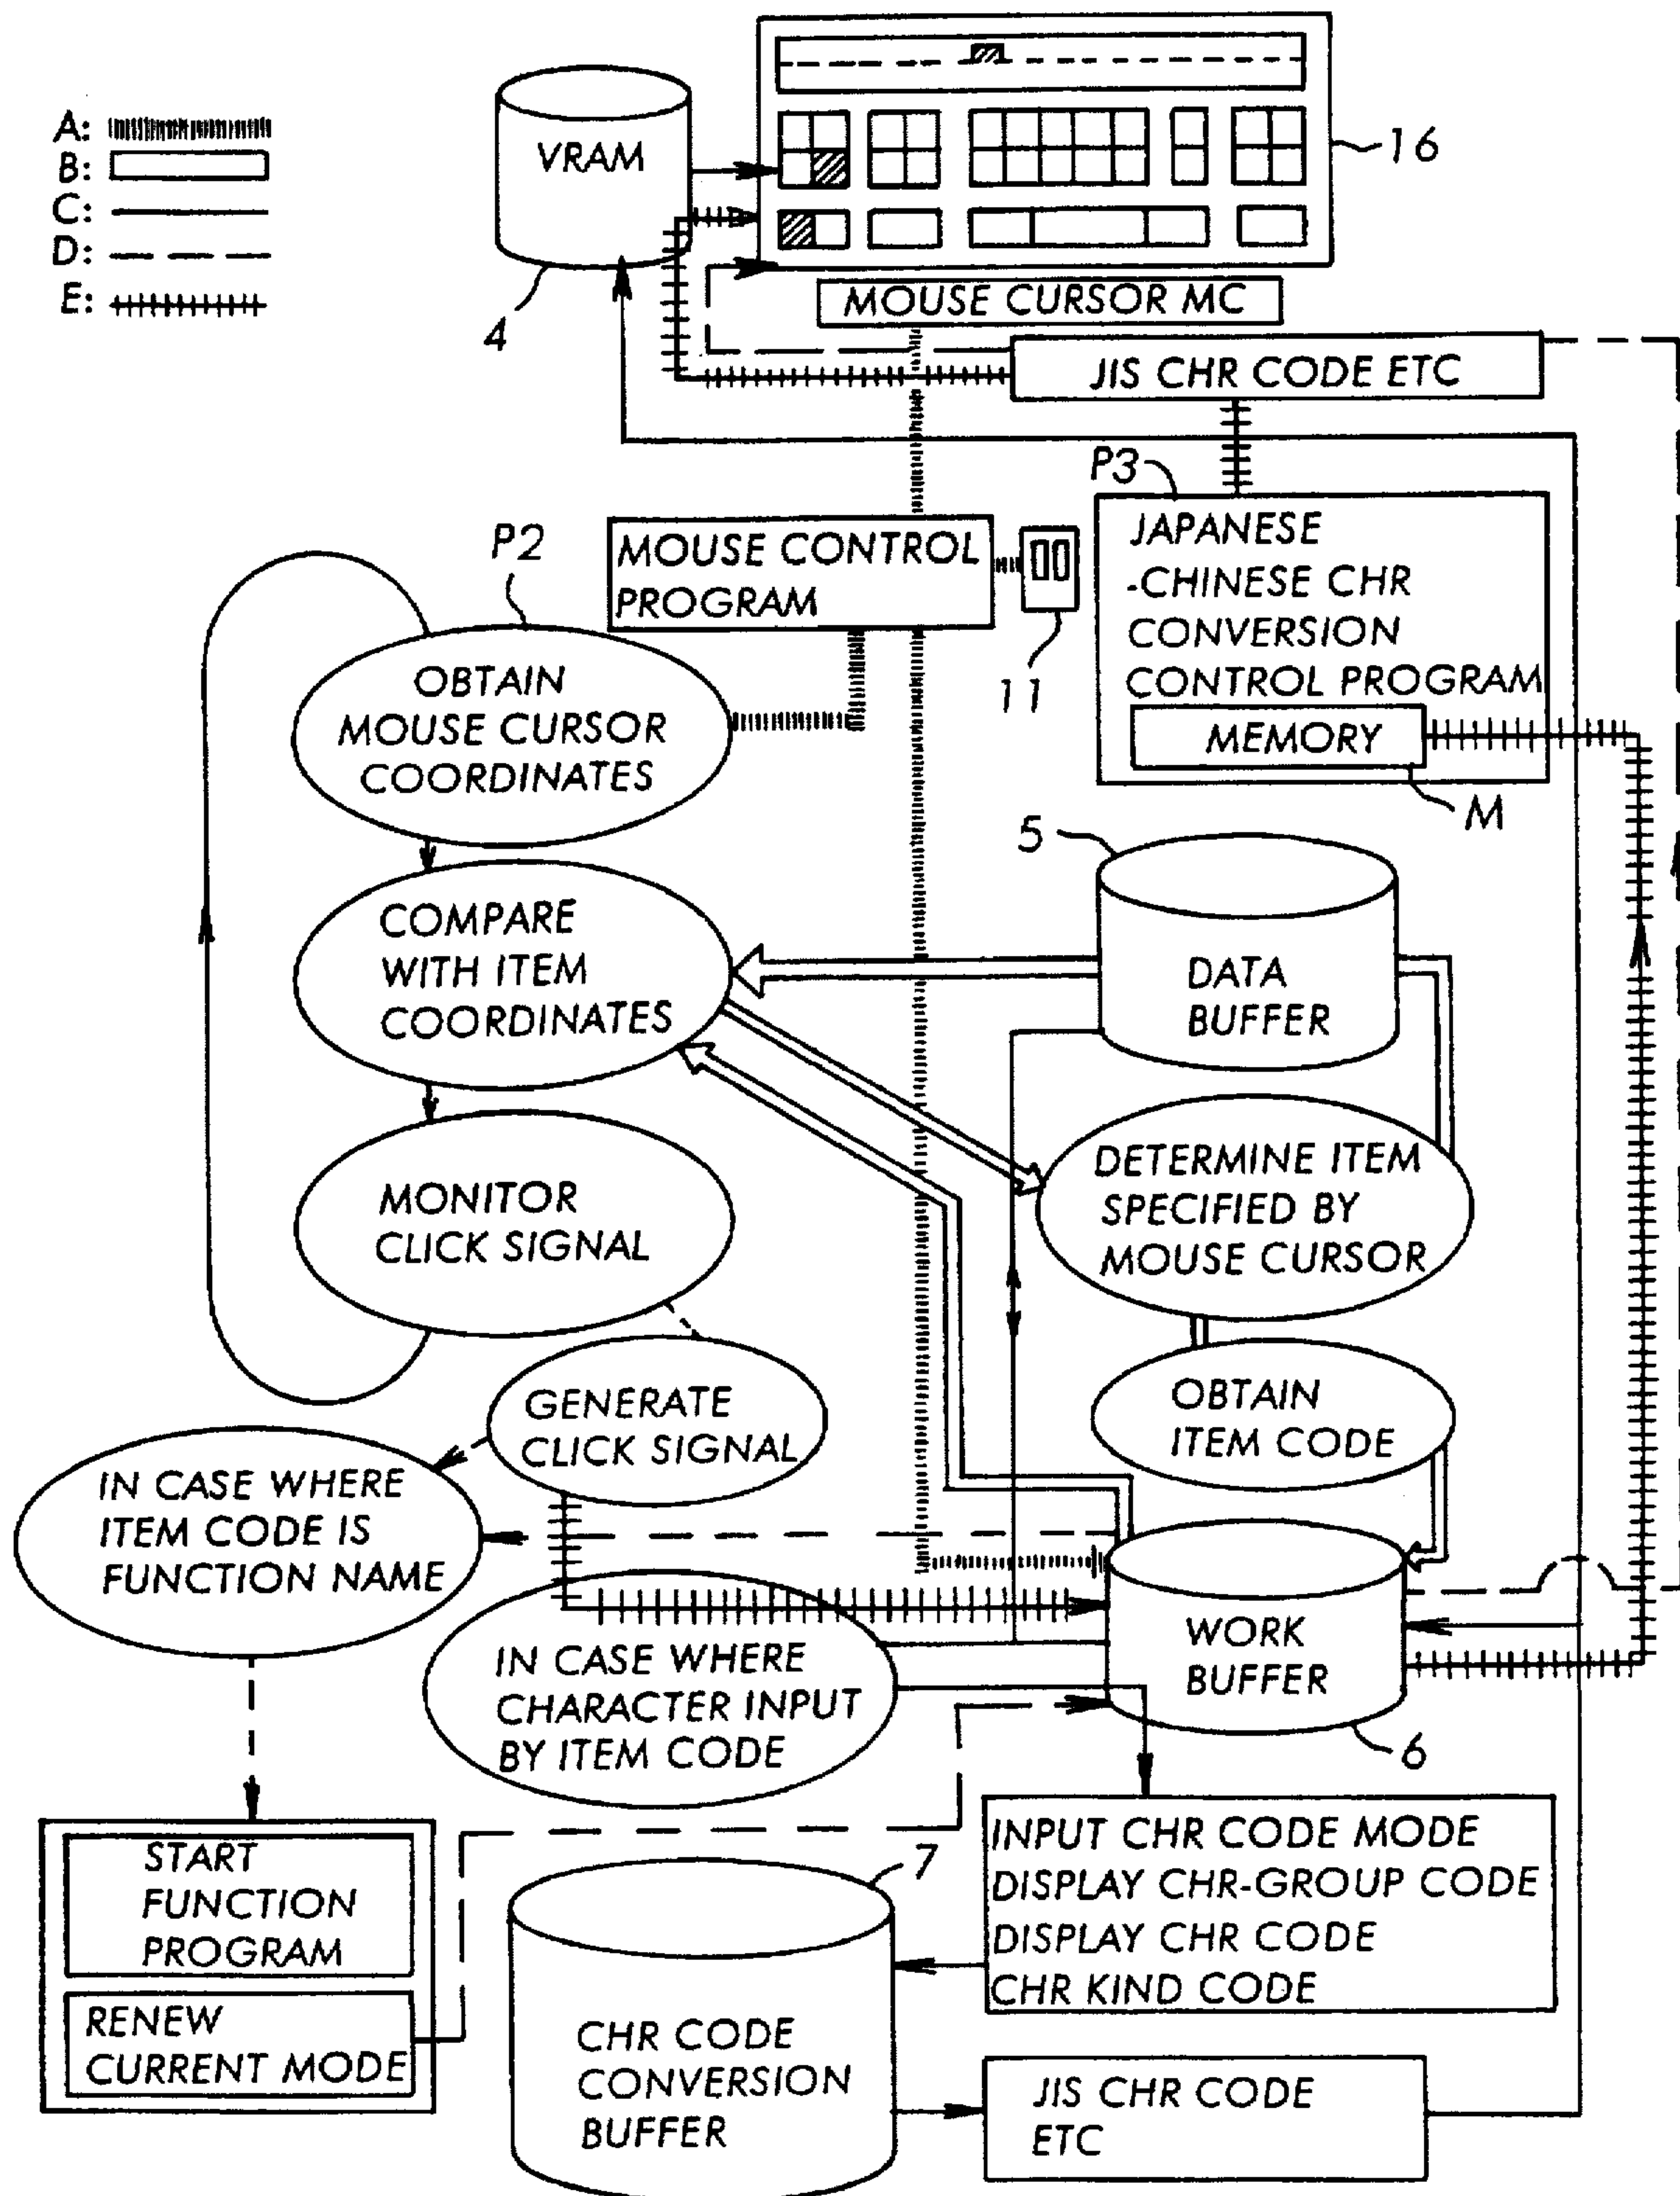 A:
B:
C:
D:
E:
VRAM
4
16
MOUSE CURSOR MC
JIS CHR CODE ETC
P3
JAPANESE
-CHINESE CHR
CONVERSION
CONTROL PROGRAM
MEMORY
M
MOUSE CONTROL
PROGRAM
11
P2
OBTAIN
MOUSE CURSOR
COORDINATES
COMPARE
WITH ITEM
COORDINATES
5
DATA
BUFFER
MONITOR
CLICK SIGNAL
DETERMINE ITEM
SPECIFIED BY
MOUSE CURSOR
GENERATE
CLICK SIGNAL
OBTAIN
ITEM CODE
IN CASE WHERE
ITEM CODE IS
FUNCTION NAME
IN CASE WHERE
CHARACTER INPUT
BY ITEM CODE
WORK
BUFFER
6
START
FUNCTION
PROGRAM
RENEW
CURRENT MODE
7
CHR CODE
CONVERSION
BUFFER
INPUT CHR CODE MODE
DISPLAY CHR-GROUP CODE
DISPLAY CHR CODE
CHR KIND CODE
JIS CHR CODE
ETC